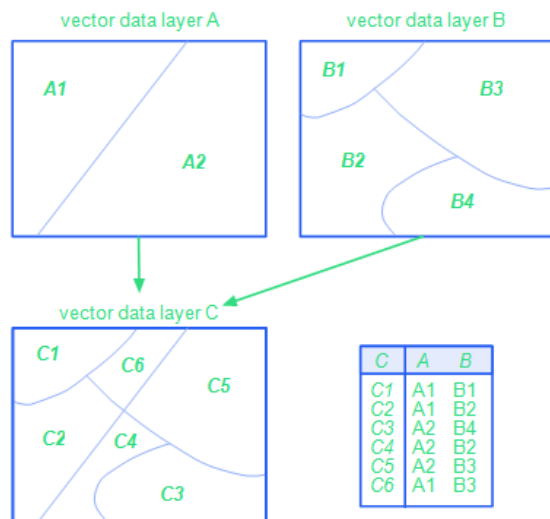 vector data layer A
vector data layer B
A1
A2
B1
B3
B2
B4
vector data layer C
C1
C6
C5
C2
C4
C3
C A B
C1 A1 B1
C2 A1 B2
C3 A2 B4
C4 A2 B2
C5 A2 B3
C6 A1 B3